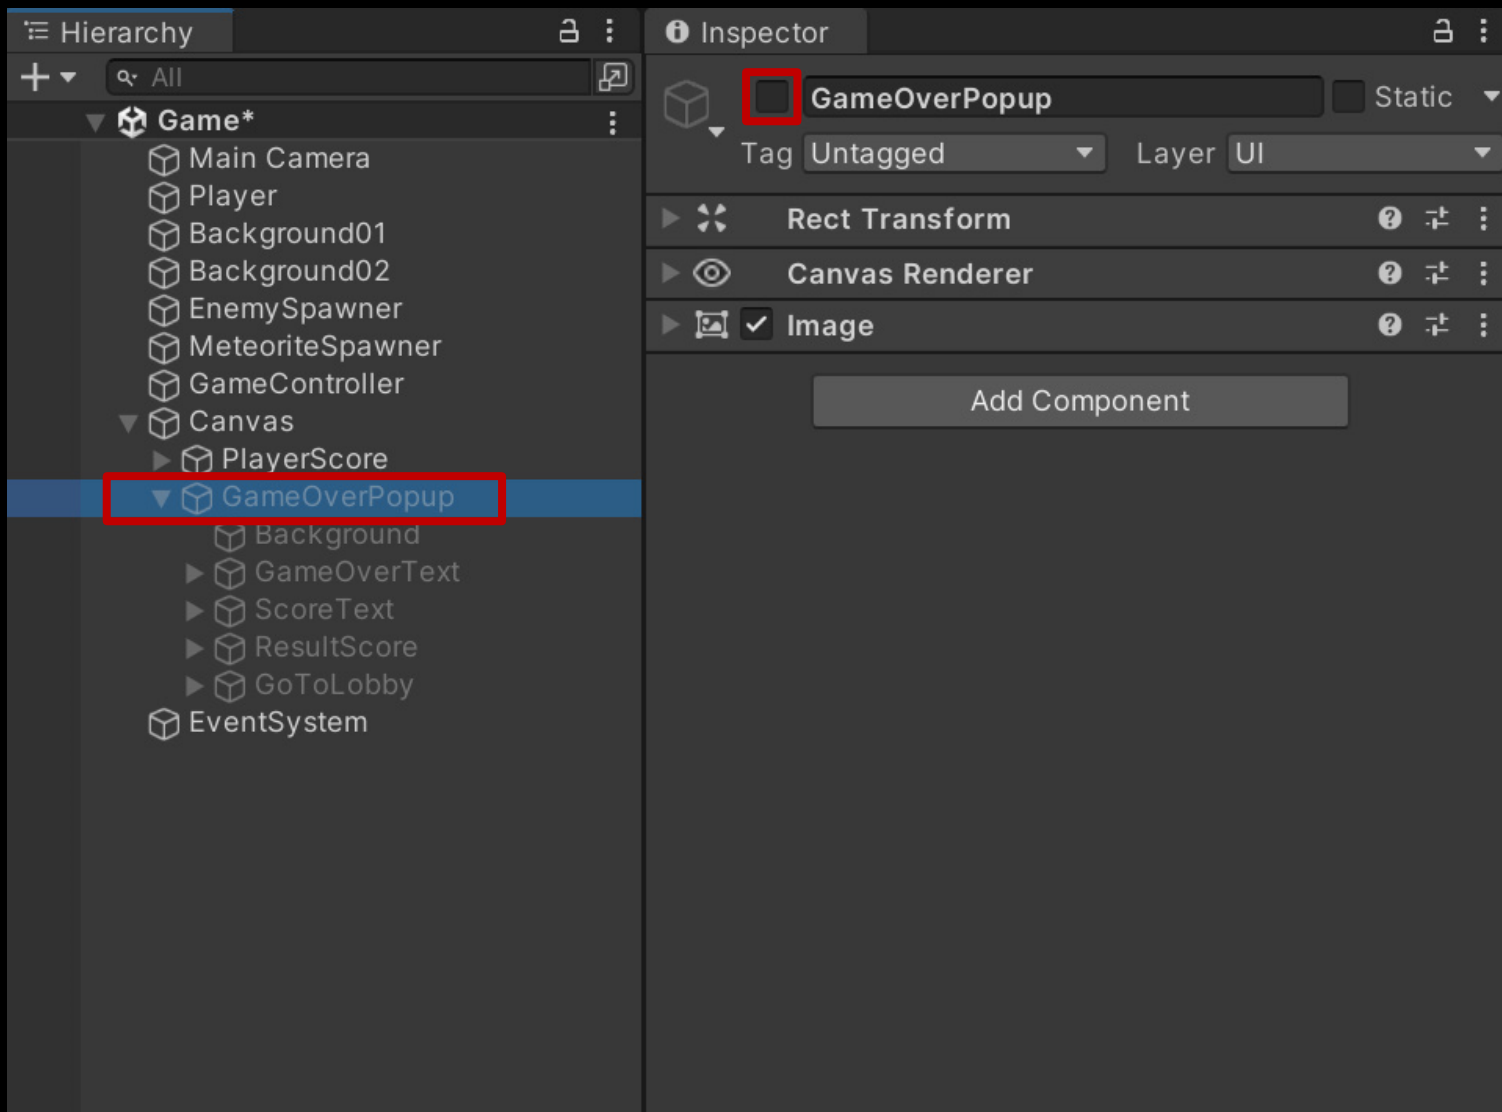 Hierarchy
All
Game*
Main Camera
Player
Background01
Background02
EnemySpawner
MeteoriteSpawner
GameController
Canvas
PlayerScore
GameOverPopup
Background
GameOverText
ScoreText
ResultScore
GoToLobby
EventSystem
Inspector
GameOverPopup Static
Tag Untagged Layer UI
Rect Transform
Canvas Renderer
Image
Add Component